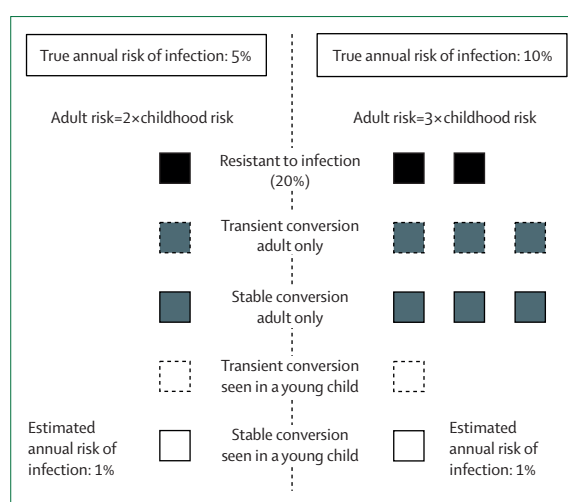 True annual risk of infection: 5%
True annual risk of infection: 10%
Adult risk=2×childhood risk
Adult risk=3×childhood risk
Resistant to infection
(20%)
Transient conversion
adult only
Stable conversion
adult only
Transient conversion
seen in a young child
Estimated
annual risk of
infection: 1%
Stable conversion
seen in a young child
Estimated
annual risk of
infection: 1%